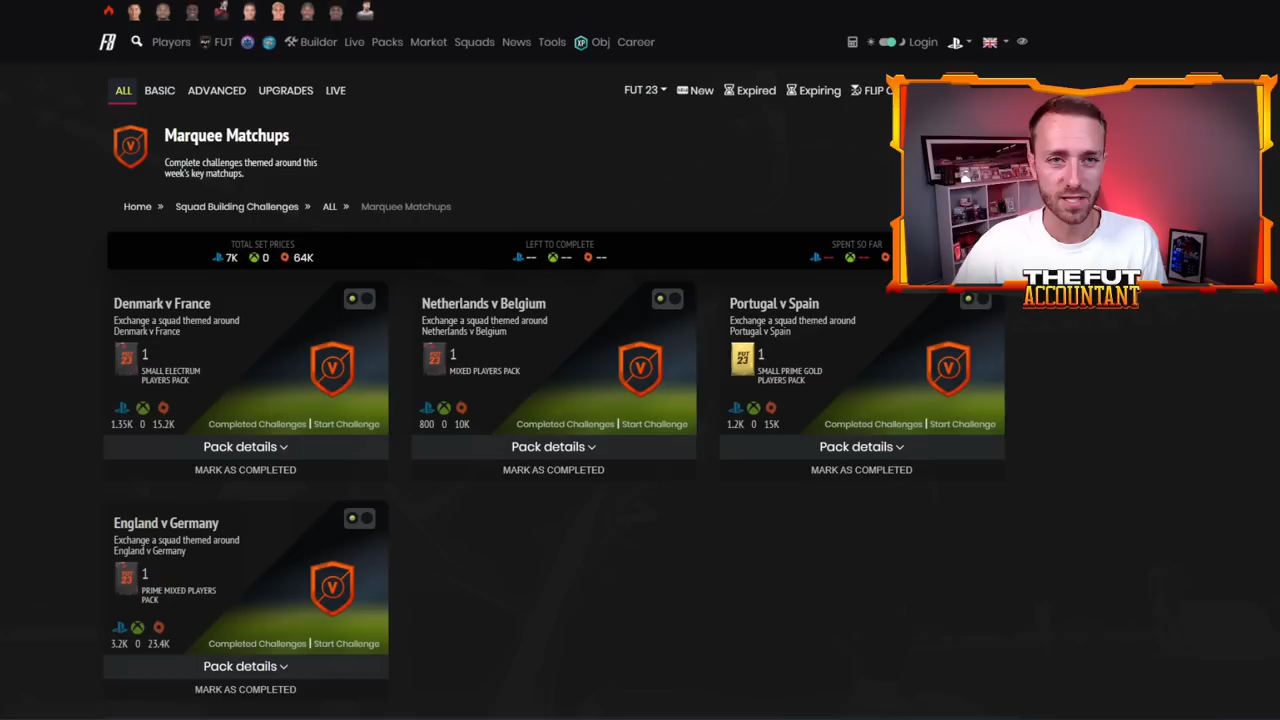 F8 Players FUT Builder Live Packs Market Squads News Tools XP Obj Career Login
ALL BASIC ADVANCED UPGRADES LIVE
FUT 23 New Expired Expiring FLIP
Marquee Matchups
Complete challenges themed around this
week's key matchups.
Home » Squad Building Challenges » ALL » Marquee Matchups
TOTAL SET PRICES
7K 0 64K
LEFT TO COMPLETE
-- -- --
SPENT SO FAR
-- --
THE FUT
ACCOUNTANT
Denmark v France
Exchange a squad themed around
Denmark v France
1
SMALL ELECTRUM
PLAYERS PACK
1.35K 0 15.2K
Completed Challenges | Start Challenge
Pack details
MARK AS COMPLETED
Netherlands v Belgium
Exchange a squad themed around
Netherlands v Belgium
1
MIXED PLAYERS PACK
800 0 10K
Completed Challenges | Start Challenge
Pack details
MARK AS COMPLETED
Portugal v Spain
Exchange a squad themed around
Portugal v Spain
FUT
23
1
SMALL PRIME GOLD
PLAYERS PACK
1.2K 0 15K
Completed Challenges | Start Challenge
Pack details
MARK AS COMPLETED
England v Germany
Exchange a squad themed around
England v Germany
1
PRIME MIXED PLAYERS
PACK
3.2K 0 23.4K
Completed Challenges | Start Challenge
Pack details
MARK AS COMPLETED